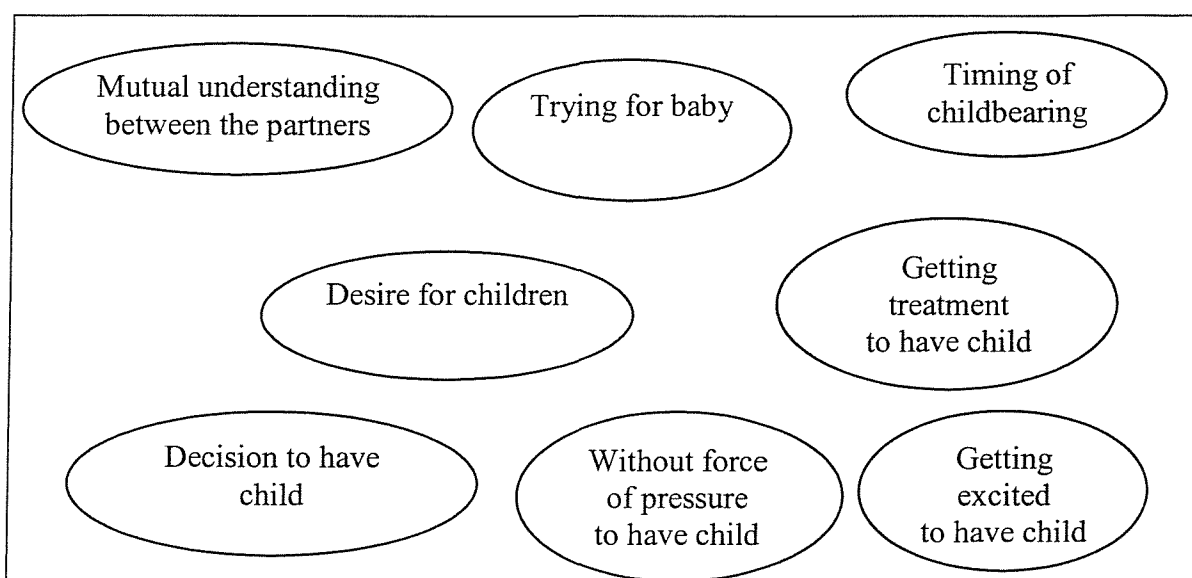 Mutual understanding
between the partners
Trying for baby
Timing of
childbearing
Desire for children
Getting
treatment
to have child
Decision to have
child
Without force
of pressure
to have child
Getting
excited
to have child